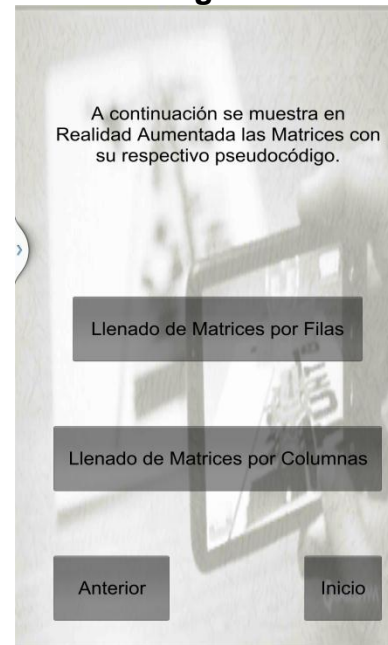 A continuación se muestra en
Realidad Aumentada las Matrices con
su respectivo pseudocódigo.
Llenado de Matrices por Filas
Llenado de Matrices por Columnas
Anterior
Inicio